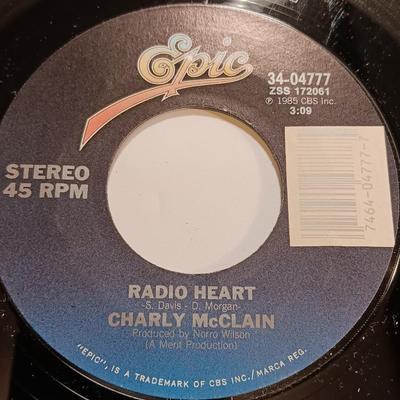 Epic
34-04777
ZSS 172061
℗ 1985 CBS Inc.
3:09
STEREO
45 RPM
7464-04777-7
RADIO HEART
-S. Davis - D. Morgan-
CHARLY McCLAIN
Produced by Norro Wilson
(A Merit Production)
"EPIC", IS A TRADEMARK OF CBS INC./MARCA REG.